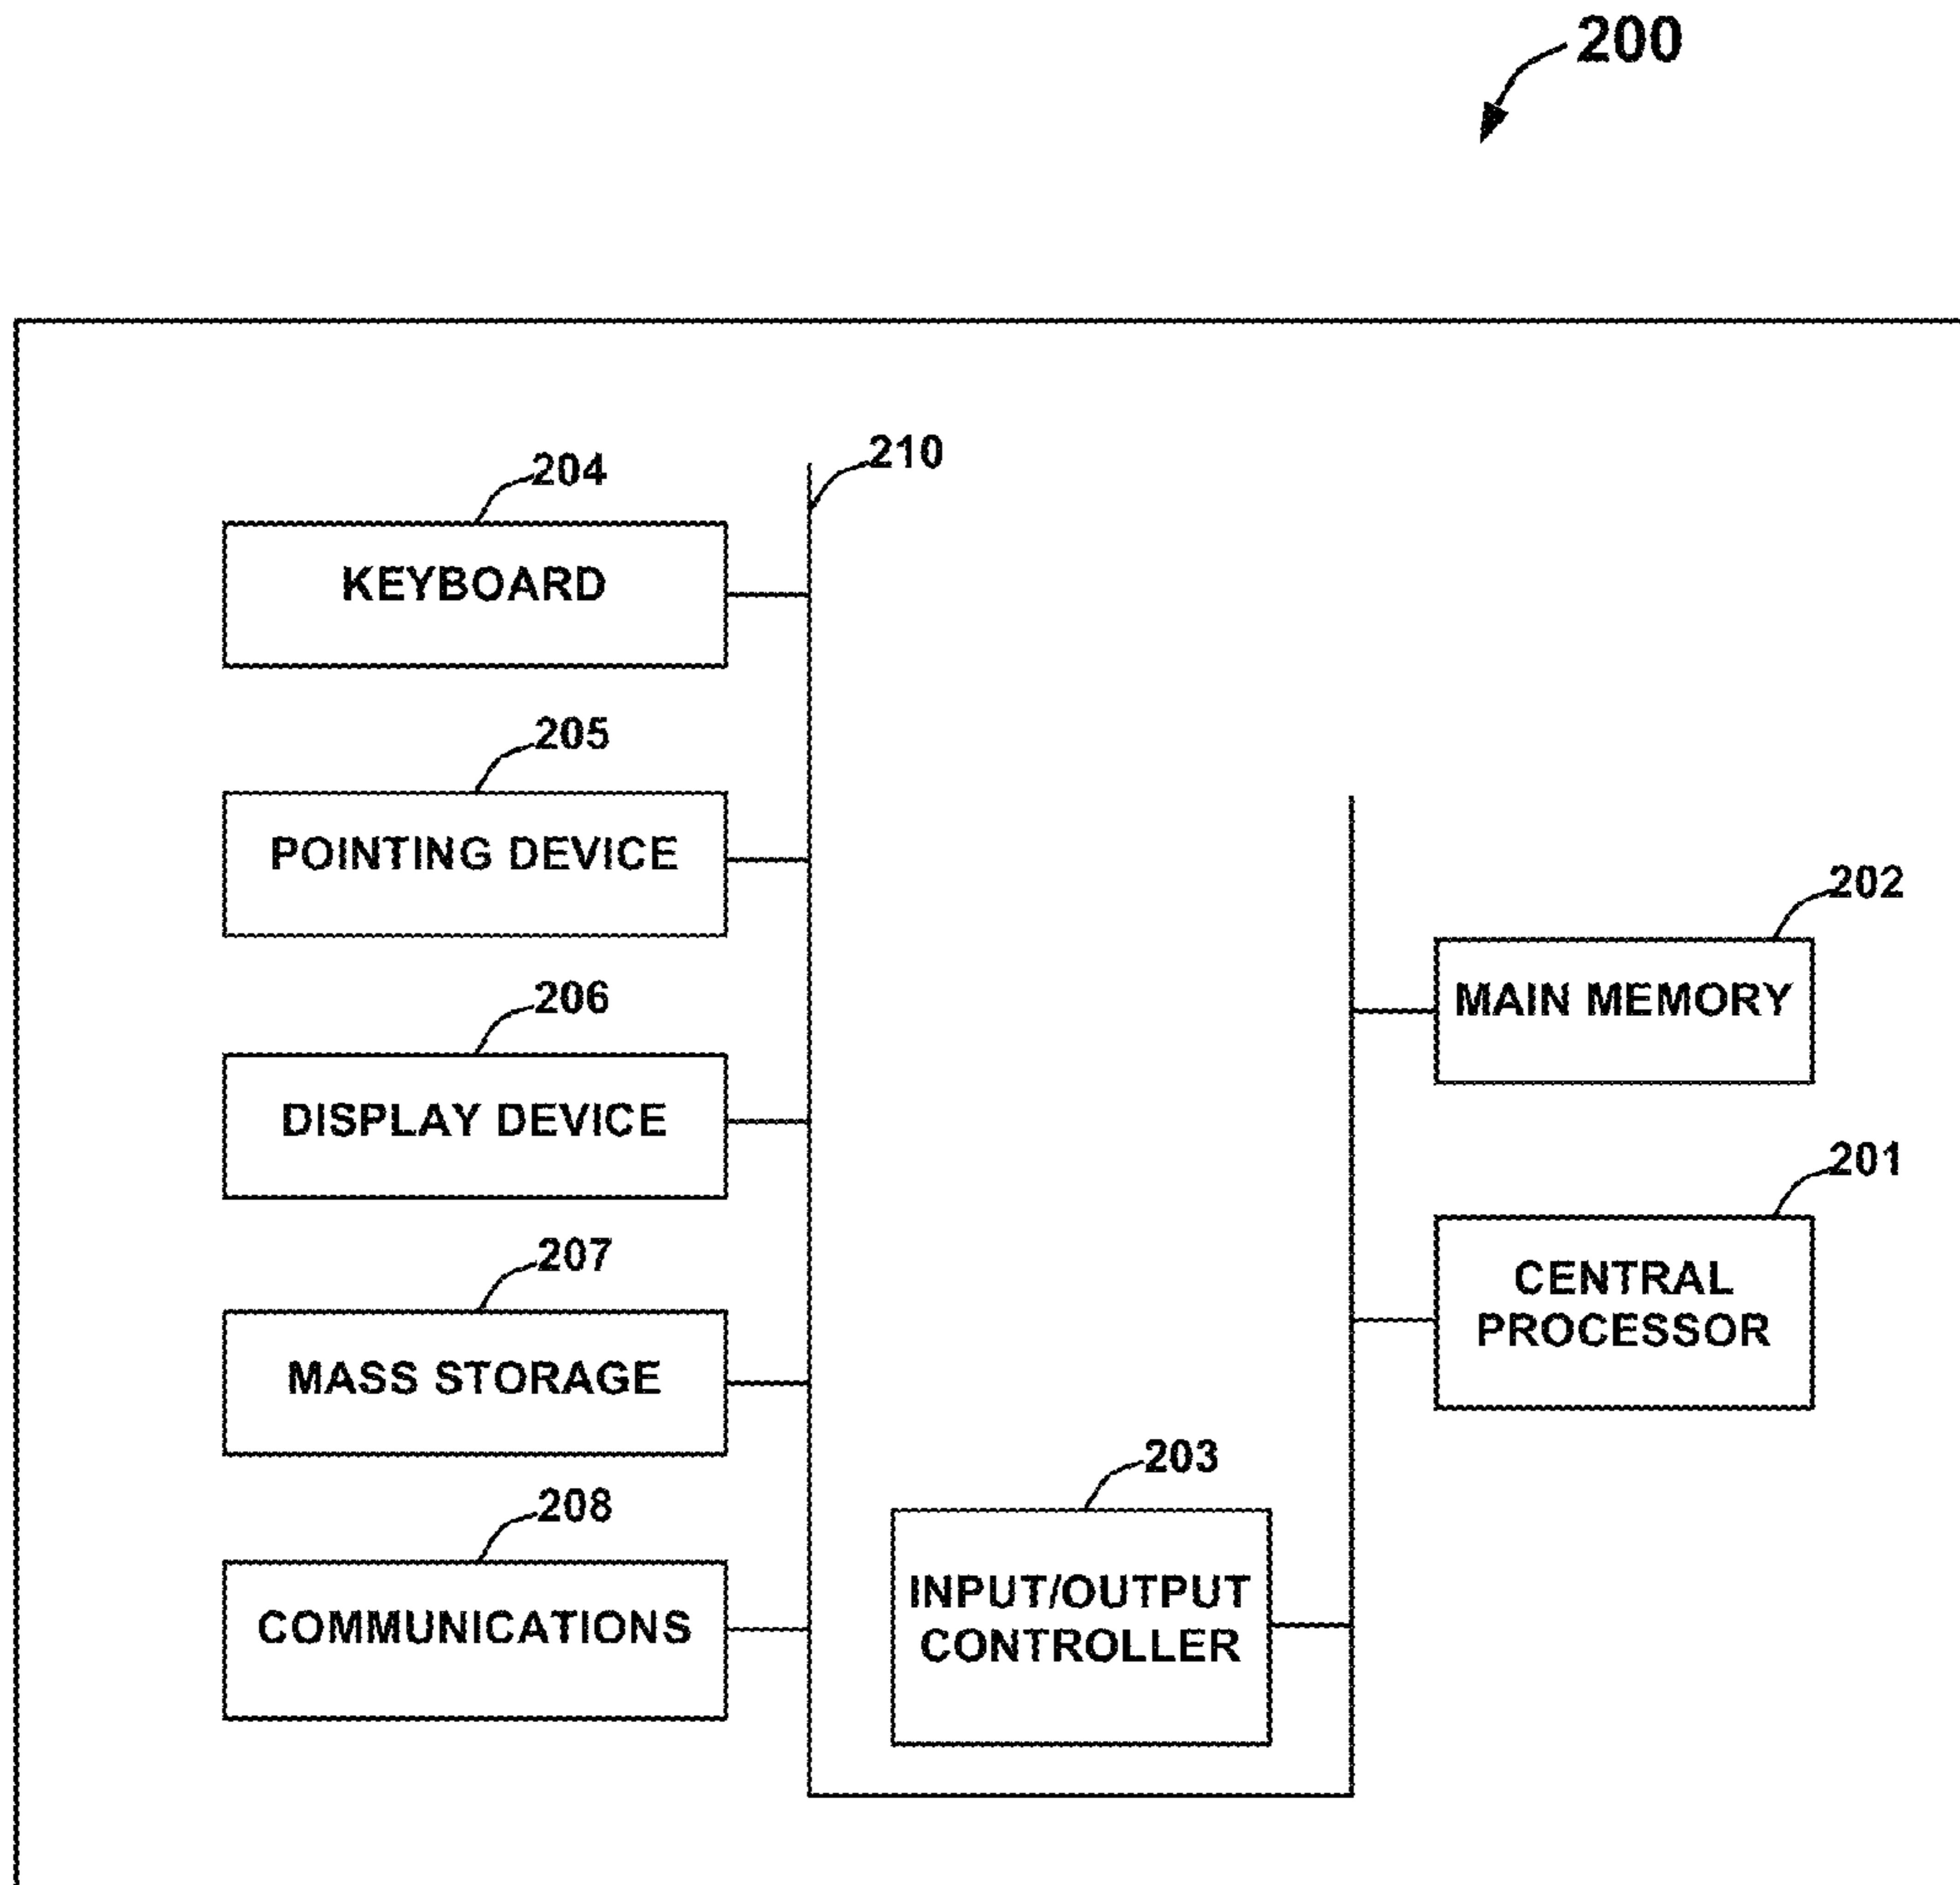 200
210
204
KEYBOARD
205
POINTING DEVICE
202
MAIN MEMORY
206
DISPLAY DEVICE
201
CENTRAL
PROCESSOR
207
MASS STORAGE
203
INPUT/OUTPUT
CONTROLLER
208
COMMUNICATIONS